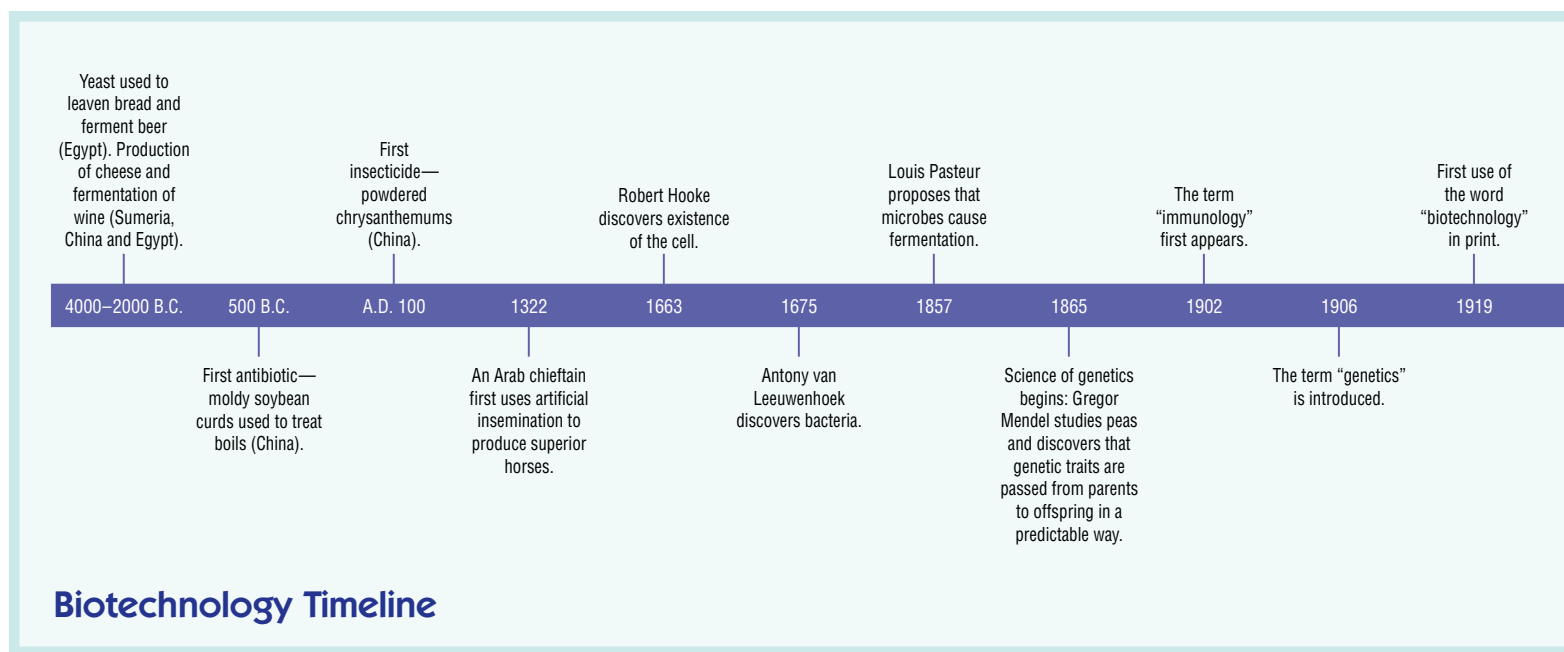 Yeast used to
leaven bread and
ferment beer
(Egypt). Production
of cheese and
fermentation of
wine (Sumeria,
China and Egypt).
First
insecticide—
powdered
chrysanthemums
(China).
Robert Hooke
discovers existence
of the cell.
Louis Pasteur
proposes that
microbes cause
fermentation.
The term
“immunology”
first appears.
First use of
the word
“biotechnology”
in print.
4000–2000 B.C.
500 B.C.
A.D. 100
1322
1663
1675
1857
1865
1902
1906
1919
First antibiotic—
moldy soybean
curds used to treat
boils (China).
An Arab chieftain
first uses artificial
insemination to
produce superior
horses.
Antony van
Leeuwenhoek
discovers bacteria.
Science of genetics
begins: Gregor
Mendel studies peas
and discovers that
genetic traits are
passed from parents
to offspring in a
predictable way.
The term “genetics”
is introduced.
Biotechnology Timeline